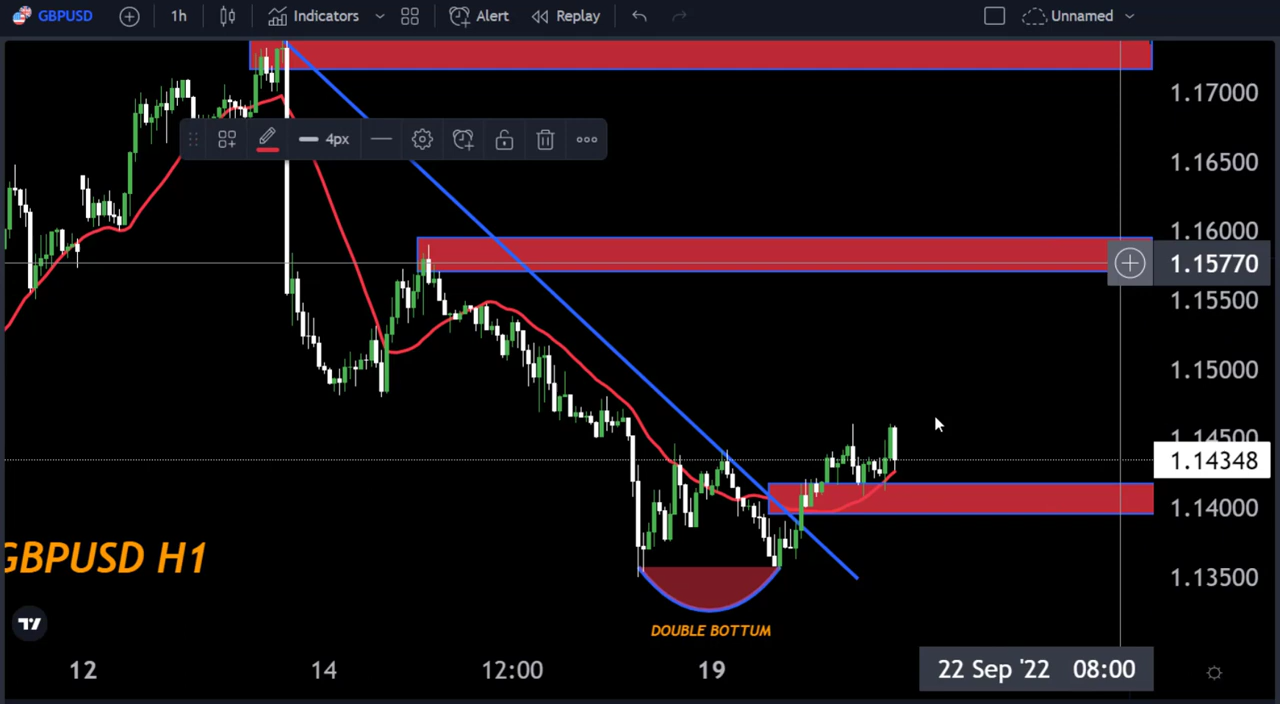 GBPUSD 1h Indicators Alert Replay Unnamed
1.17000
4px
1.16500
1.16000
1.15770
1.15500
1.15000
1.14500
1.14348
1.14000
GBPUSD H1
1.13500
DOUBLE BOTTUM
12 14 12:00 19 22 Sep '22 08:00